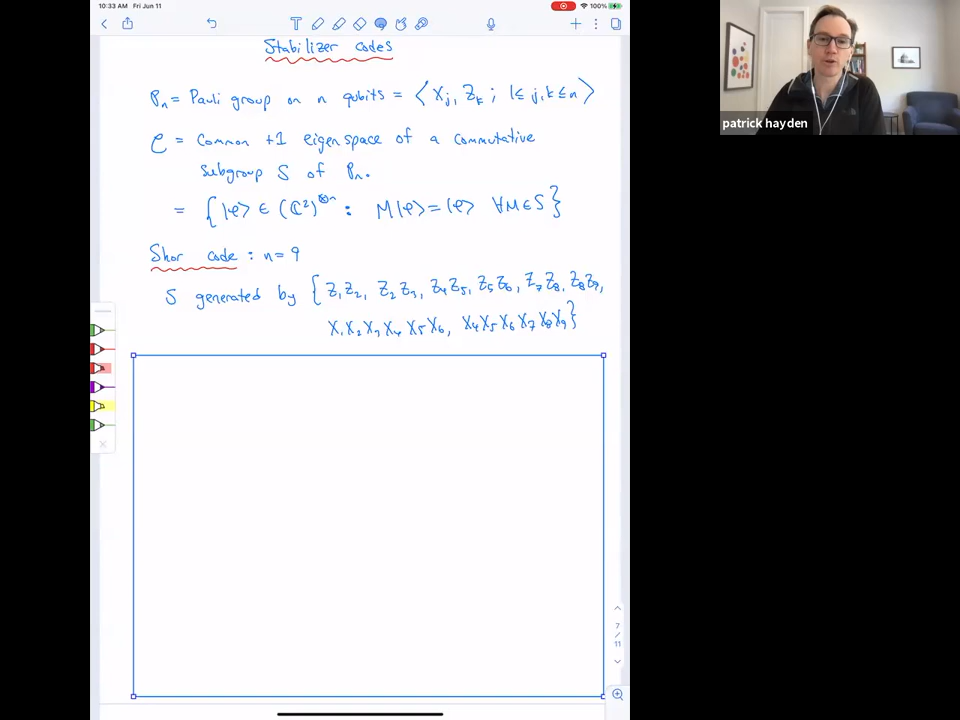 10:33 AM Fri Jun 11
100%
Stabilizer codes
Pₙ = Pauli group on n qubits = ⟨ Xⱼ, Zₖ ; 1≤ j,k ≤n ⟩
C = Common +1 eigenspace of a commutative
subgroup S of Pₙ.
= { |φ⟩ ∈ (ℂ²)^⊗n : M|φ⟩ = |φ⟩ ∀M∈S }
Shor code : n=9
S generated by { Z₁Z₂, Z₂Z₃, Z₄Z₅, Z₅Z₆, Z₇Z₈, Z₈Z₉,
X₁X₂X₃X₄X₅X₆, X₄X₅X₆X₇X₈X₉ }
7
/
11
patrick hayden